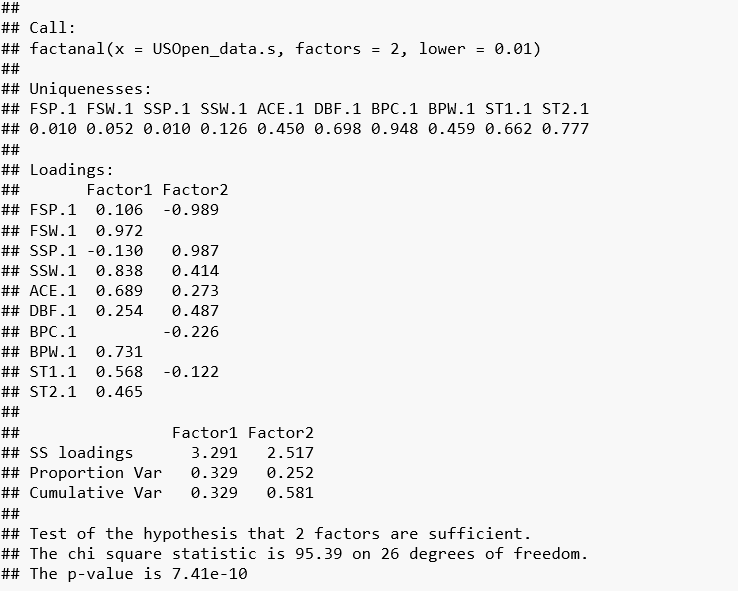 ##
## Call:
## factanal(x = USOpen_data.s, factors = 2, lower = 0.01)
##
## Uniquenesses:
## FSP.1 FSW.1 SSP.1 SSW.1 ACE.1 DBF.1 BPC.1 BPW.1 ST1.1 ST2.1
## 0.010 0.052 0.010 0.126 0.450 0.698 0.948 0.459 0.662 0.777
##
## Loadings:
##       Factor1 Factor2
## FSP.1  0.106  -0.989
## FSW.1  0.972
## SSP.1 -0.130   0.987
## SSW.1  0.838   0.414
## ACE.1  0.689   0.273
## DBF.1  0.254   0.487
## BPC.1         -0.226
## BPW.1  0.731
## ST1.1  0.568  -0.122
## ST2.1  0.465
##
##                Factor1 Factor2
## SS loadings      3.291   2.517
## Proportion Var   0.329   0.252
## Cumulative Var   0.329   0.581
##
## Test of the hypothesis that 2 factors are sufficient.
## The chi square statistic is 95.39 on 26 degrees of freedom.
## The p-value is 7.41e-10